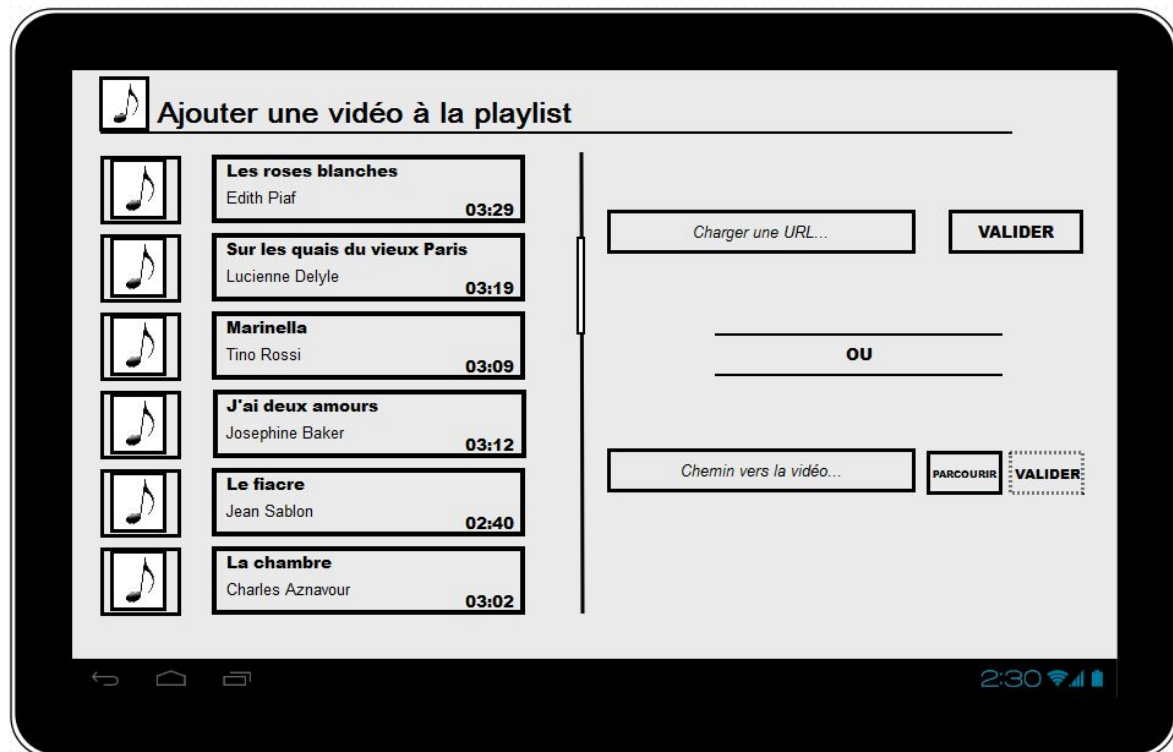 Ajouter une vidéo à la playlist
Les roses blanches
Edith Piaf
03:29
Sur les quais du vieux Paris
Lucienne Delyle
03:19
Marinella
Tino Rossi
03:09
J'ai deux amours
Josephine Baker
03:12
Le fiacre
Jean Sablon
02:40
La chambre
Charles Aznavour
03:02
Charger une URL... VALIDER
OU
Chemin vers la vidéo... PARCOURIR VALIDER
2:30